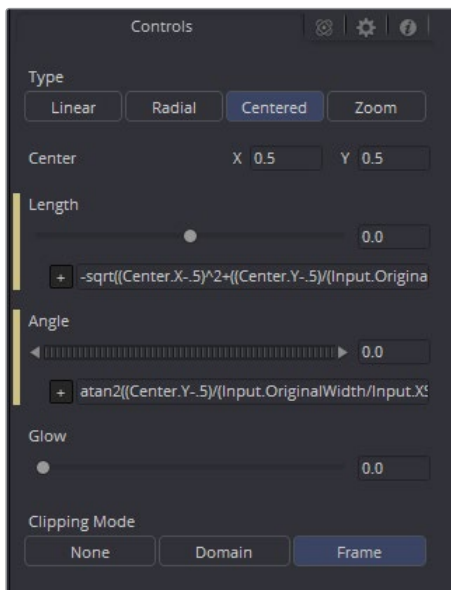 Controls
Type
Linear Radial Centered Zoom
Center X 0.5 Y 0.5
Length
0.0
+ -sqrt((Center.X-.5)^2+((Center.Y-.5)/(Input.Origina
Angle
0.0
+ atan2((Center.Y-.5)/(Input.OriginalWidth/Input.XS
Glow
0.0
Clipping Mode
None Domain Frame